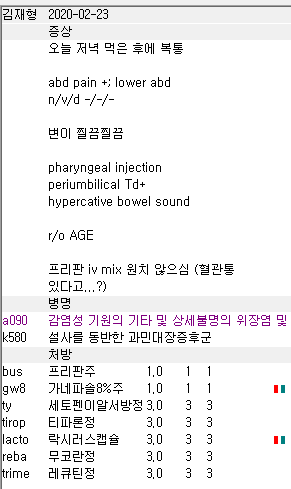 김재형 2020-02-23
증상
오늘 저녁 먹은 후에 복통
abd pain +; lower abd
n/v/d -/-/-
변이 찔끔찔끔
pharyngeal injection
periumbilical Td+
hypercative bowel sound
r/o AGE
프리판 iv mix 원치 않으심 (혈관통
있다고...?)
병명
a090 감염성 기원의 기타 및 상세불명의 위장염 및
k580 설사를 동반한 과민대장증후군
처방
bus 프리판주 1,0 1 1
gw8 가네파솔8%주 1,0 1 1
ty 세토펜이알서방정 3,0 3 3
tirop 티파론정 3,0 3 3
lacto 락시러스캡슐 3,0 3 3
reba 무코란정 3,0 3 3
trime 레큐틴정 3,0 3 3